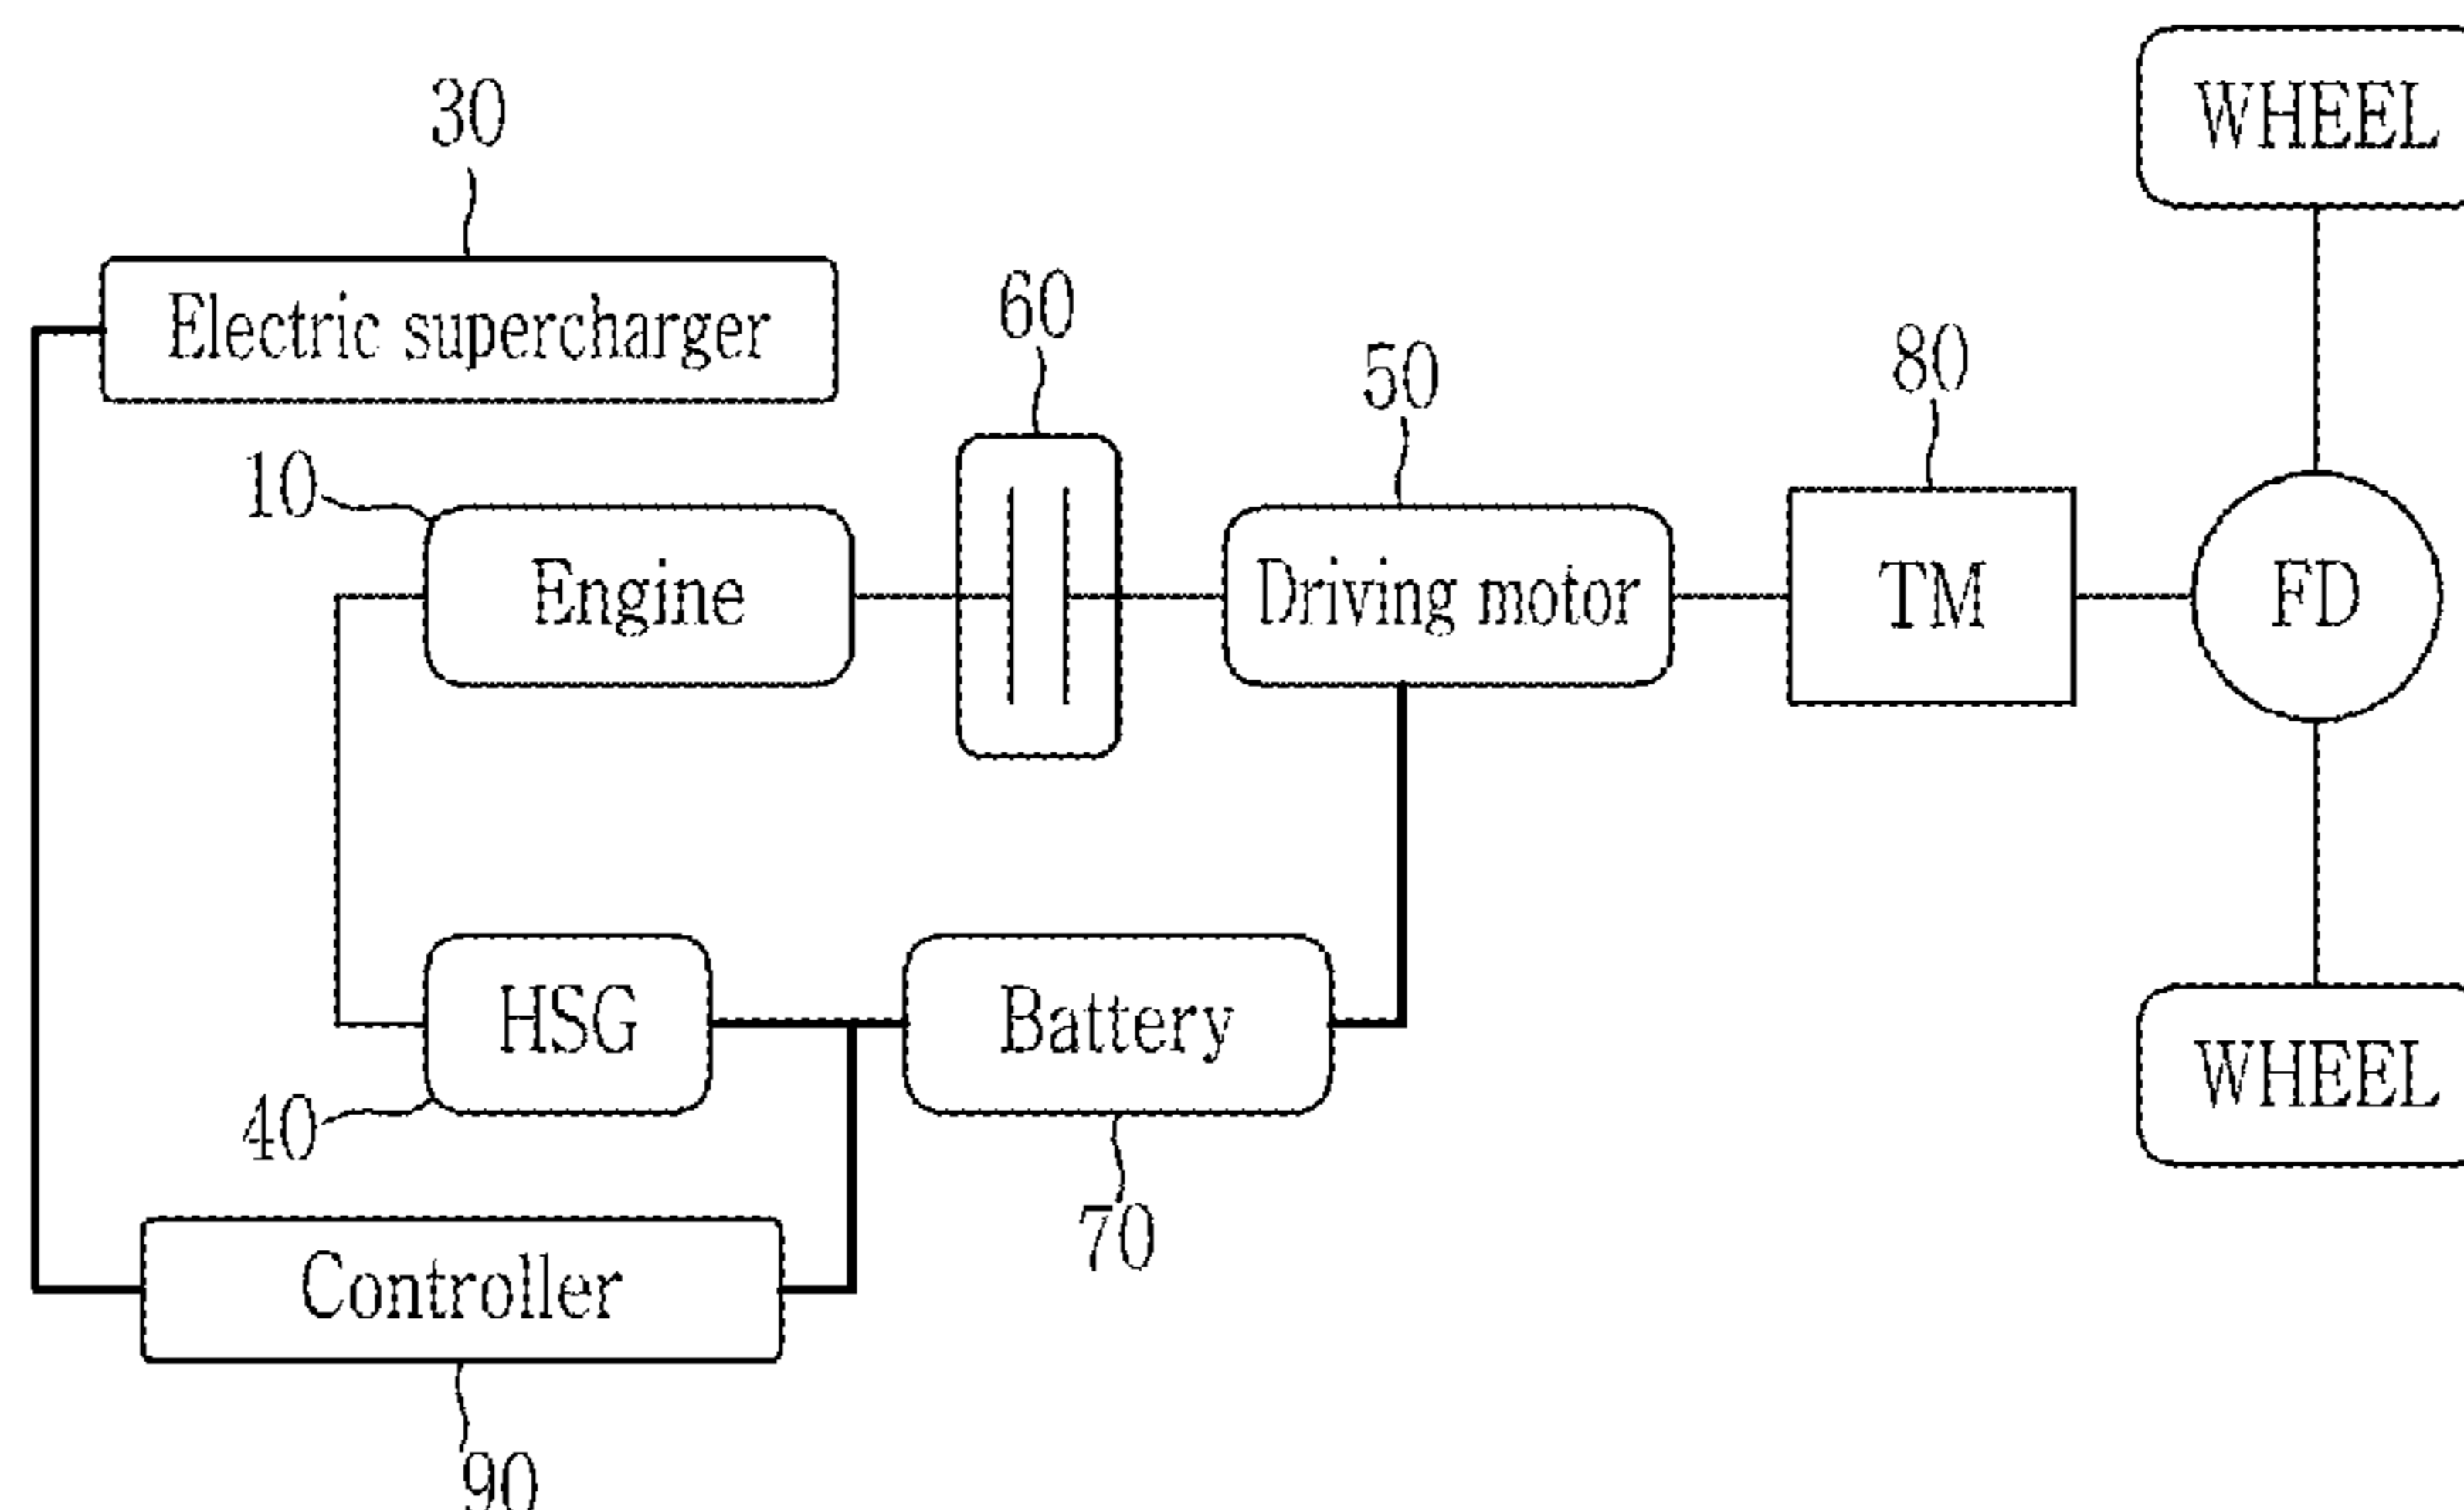 WHEEL
30
Electric supercharger
60
50
80
10
Engine
Driving motor
TM
FD
HSG
Battery
WHEEL
40
70
Controller
90